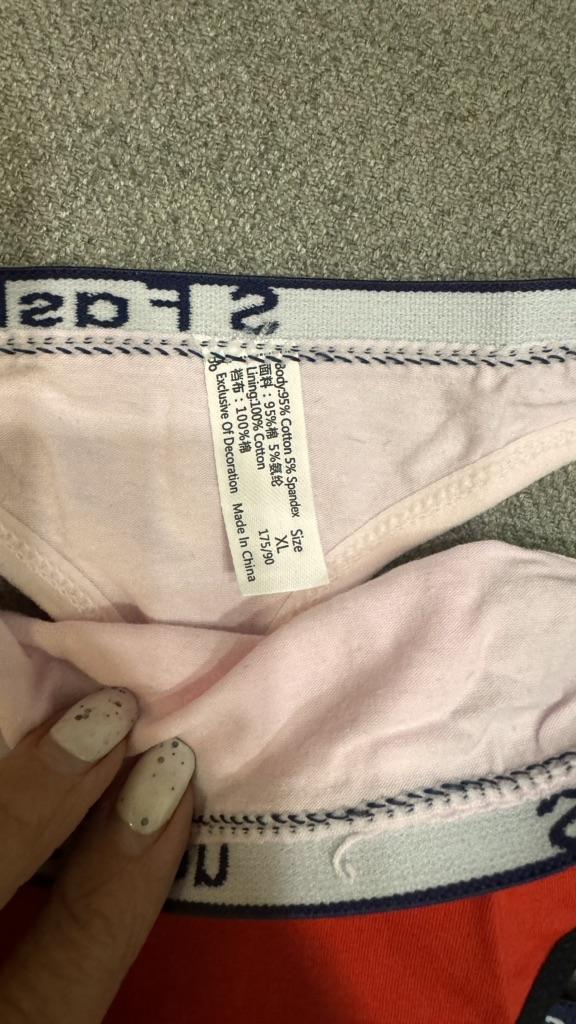 S Fas
Body:95% Cotton 5% Spandex
面料：95%棉 5%氨纶
Lining:100% Cotton
裆布：100%棉
Exclusive Of Decoration Made In China
Size
XL
175/90